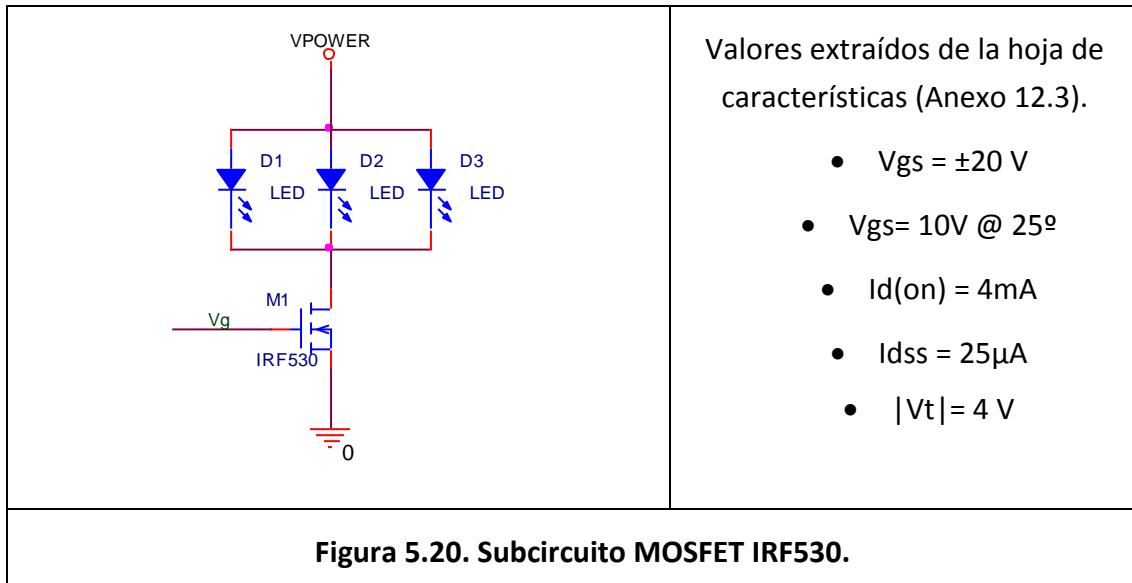 VPOWER
D1
LED
D2
LED
D3
LED
M1
Vg
IRF530
0
Valores extraídos de la hoja de
características (Anexo 12.3).
• Vgs = ±20 V
• Vgs= 10V @ 25º
• Id(on) = 4mA
• Idss = 25µA
• |Vt|= 4 V
Figura 5.20. Subcircuito MOSFET IRF530.